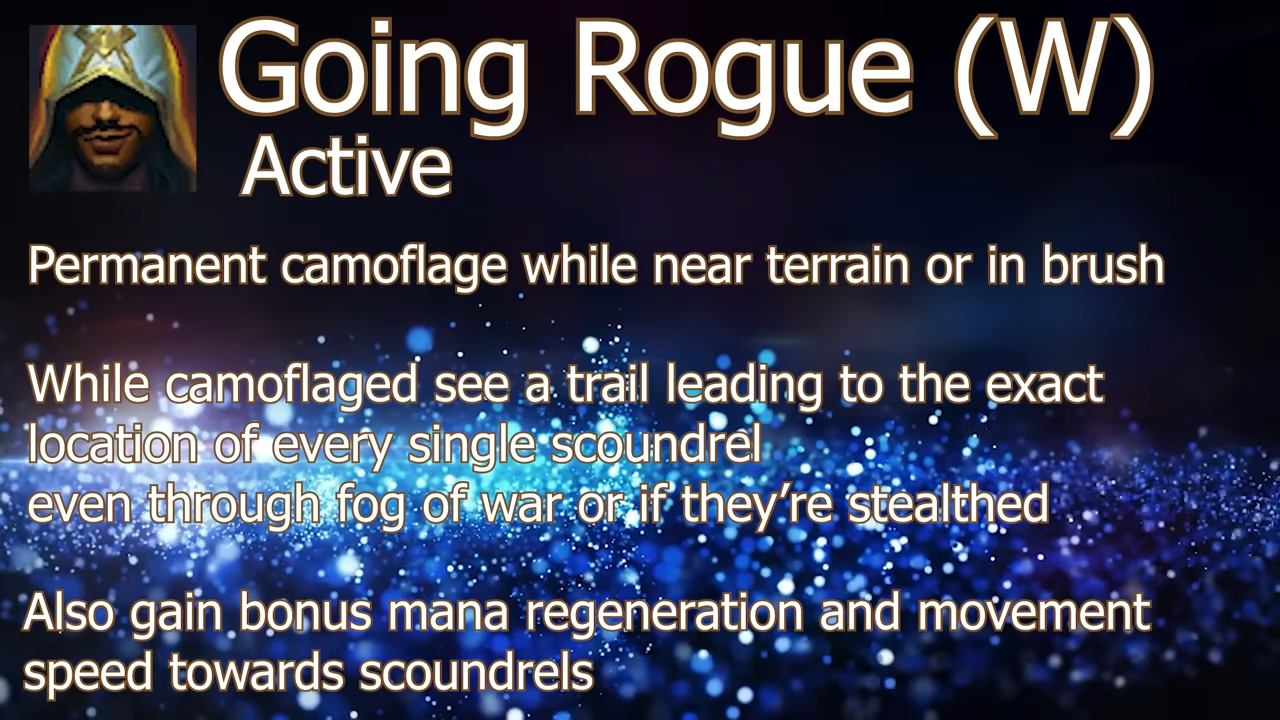 Going Rogue (W)
Active
Permanent camoflage while near terrain or in brush
While camoflaged see a trail leading to the exact
location of every single scoundrel
even through fog of war or if they’re stealthed
Also gain bonus mana regeneration and movement
speed towards scoundrels